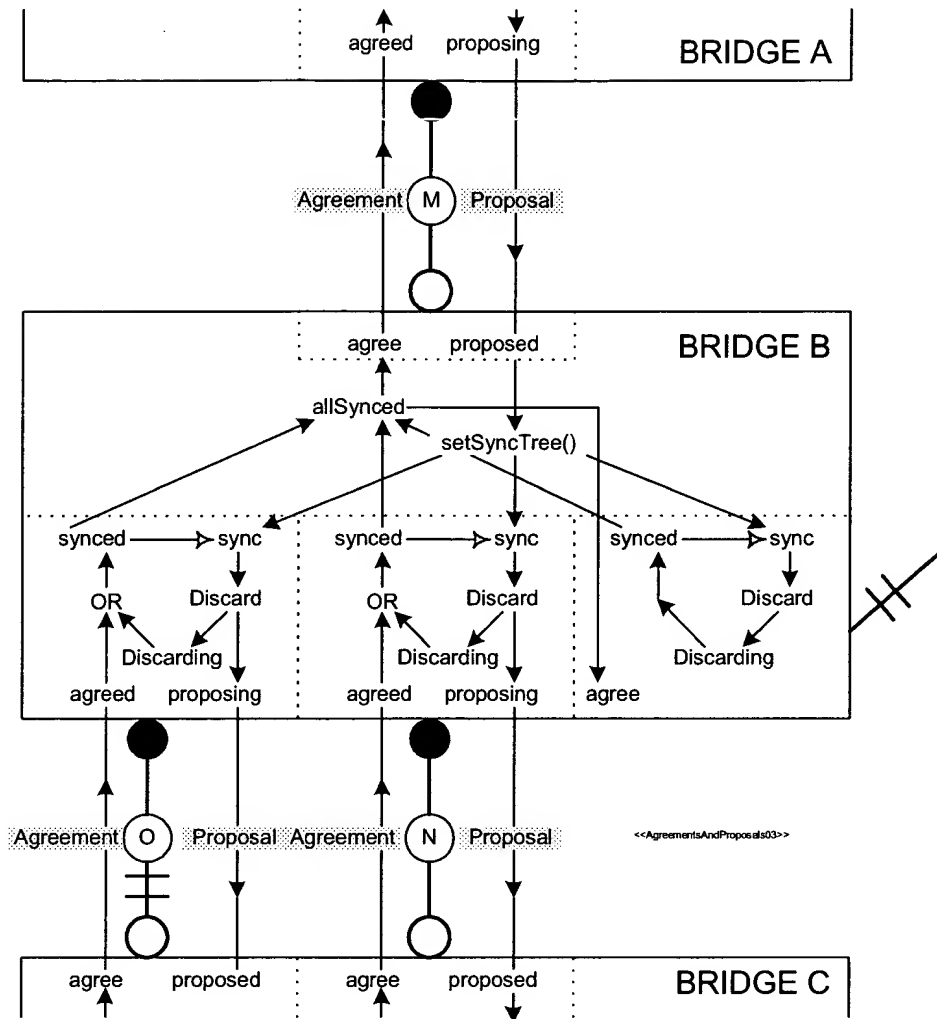 agreed proposing
BRIDGE A
Agreement M Proposal
agree proposed
BRIDGE B
allSynced
setSyncTree()
synced sync synced sync synced sync
OR Discard OR Discard Discard
Discarding Discarding Discarding
agreed proposing agreed proposing agree
Agreement O Proposal Agreement N Proposal <<AgreementsAndProposals03>>
agree proposed agree proposed BRIDGE C